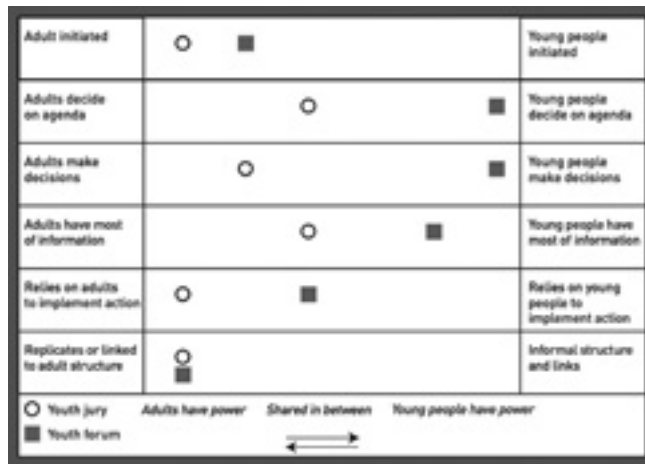 Adult initiated
Young people
initiated
Adults decide
on agenda
Young people
decide on agenda
Adults make
decisions
Young people
make decisions
Adults have most
of information
Young people have
most of information
Relies on adults
to implement action
Relies on young
people to
implement action
Replicates or linked
to adult structure
Informal structure
and links
Youth jury Adults have power Shared in between Young people have power
Youth forum